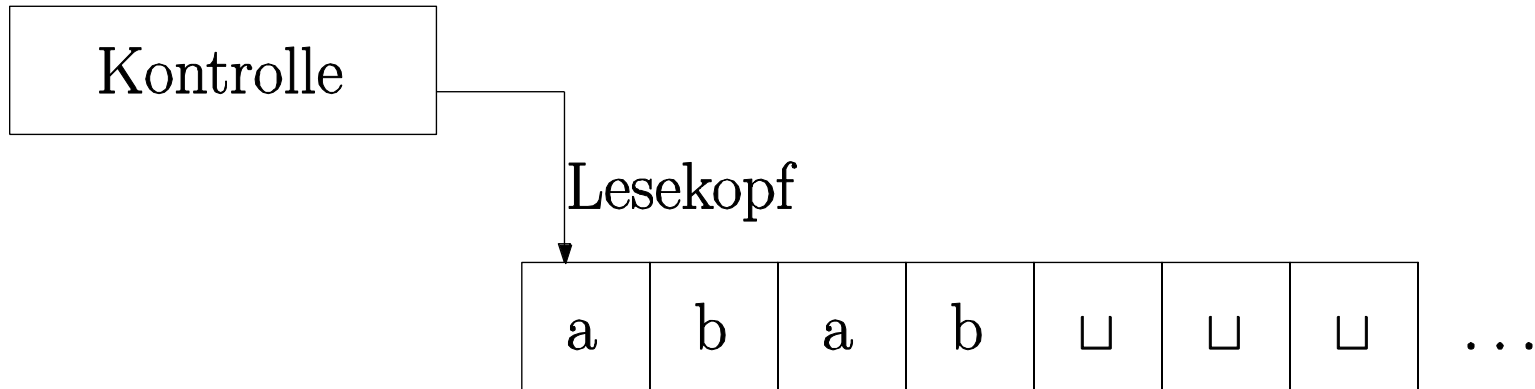 Kontrolle
Lesekopf
a b a b ⊔ ⊔ ⊔ ...